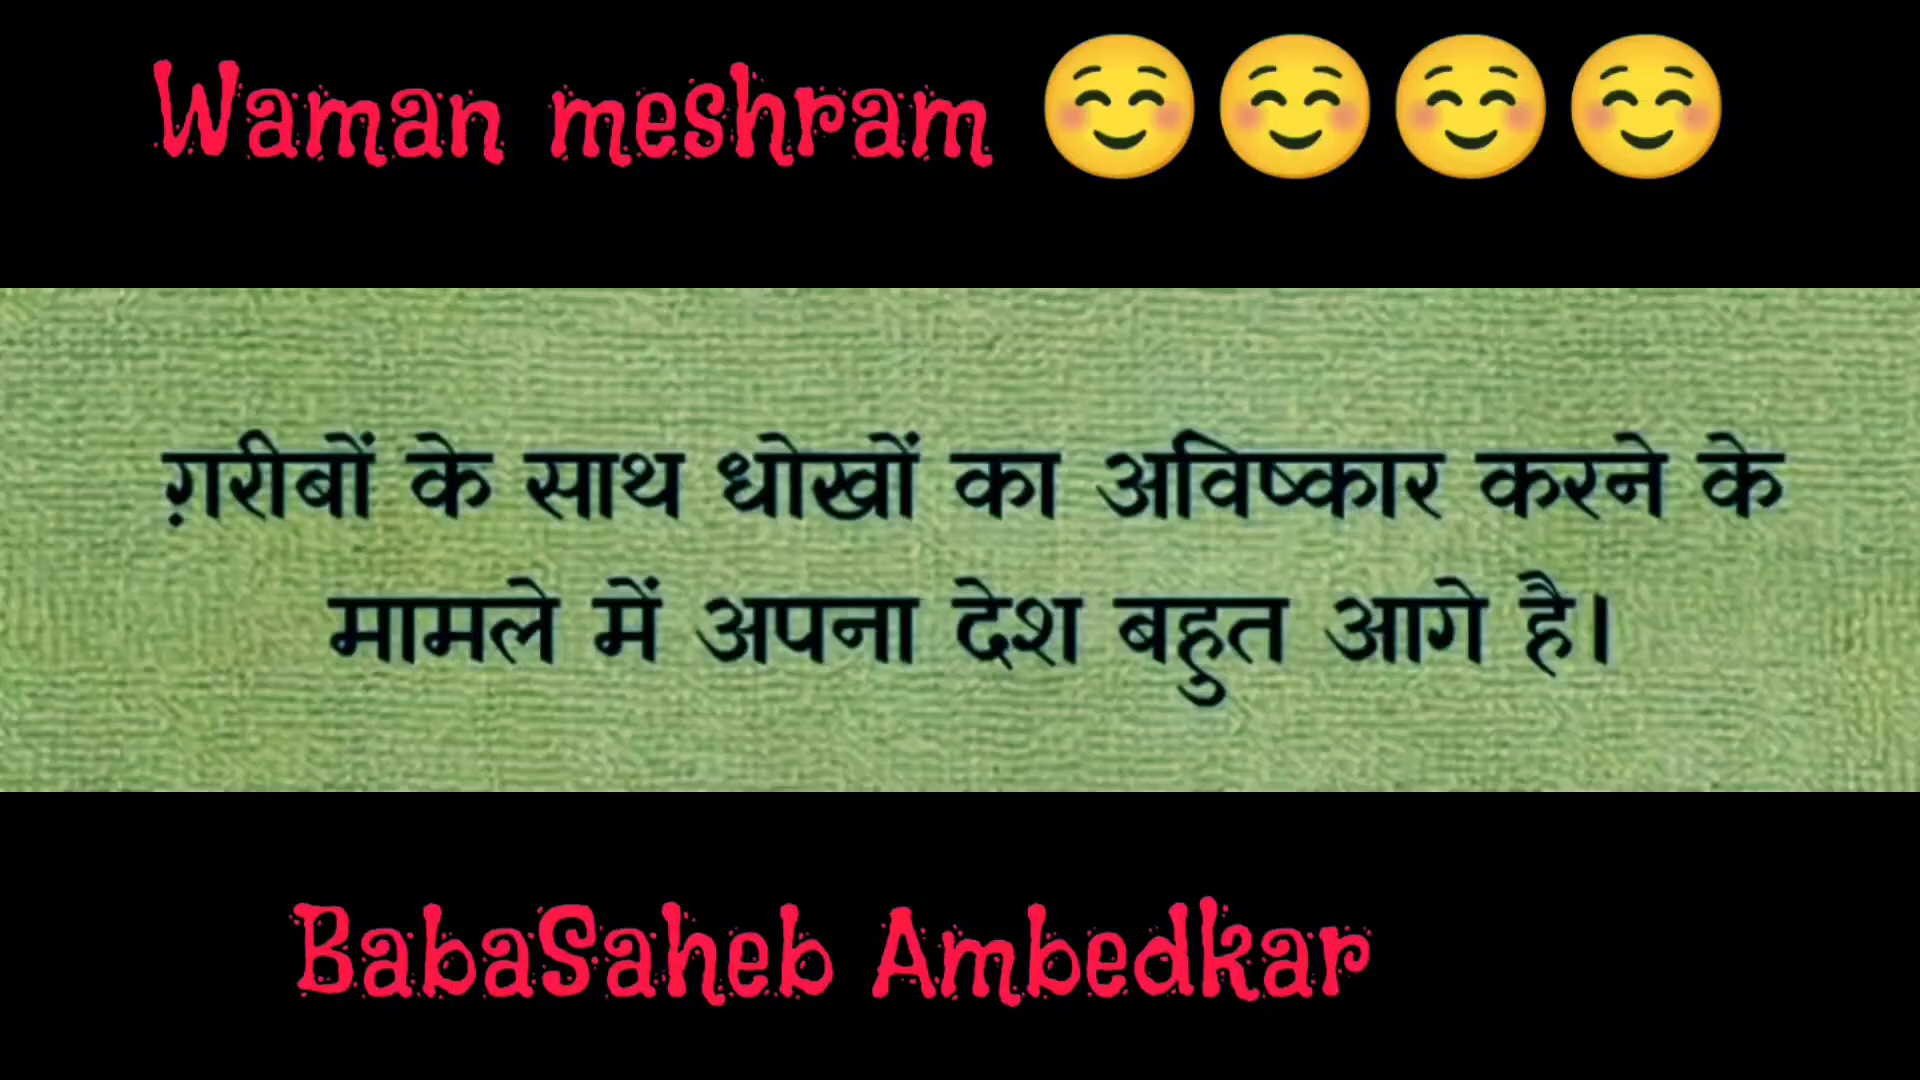 Waman meshram ☺️☺️☺️☺️
ग़रीबों के साथ धोखों का अविष्कार करने के
मामले में अपना देश बहुत आगे है।
BabaSaheb Ambedkar